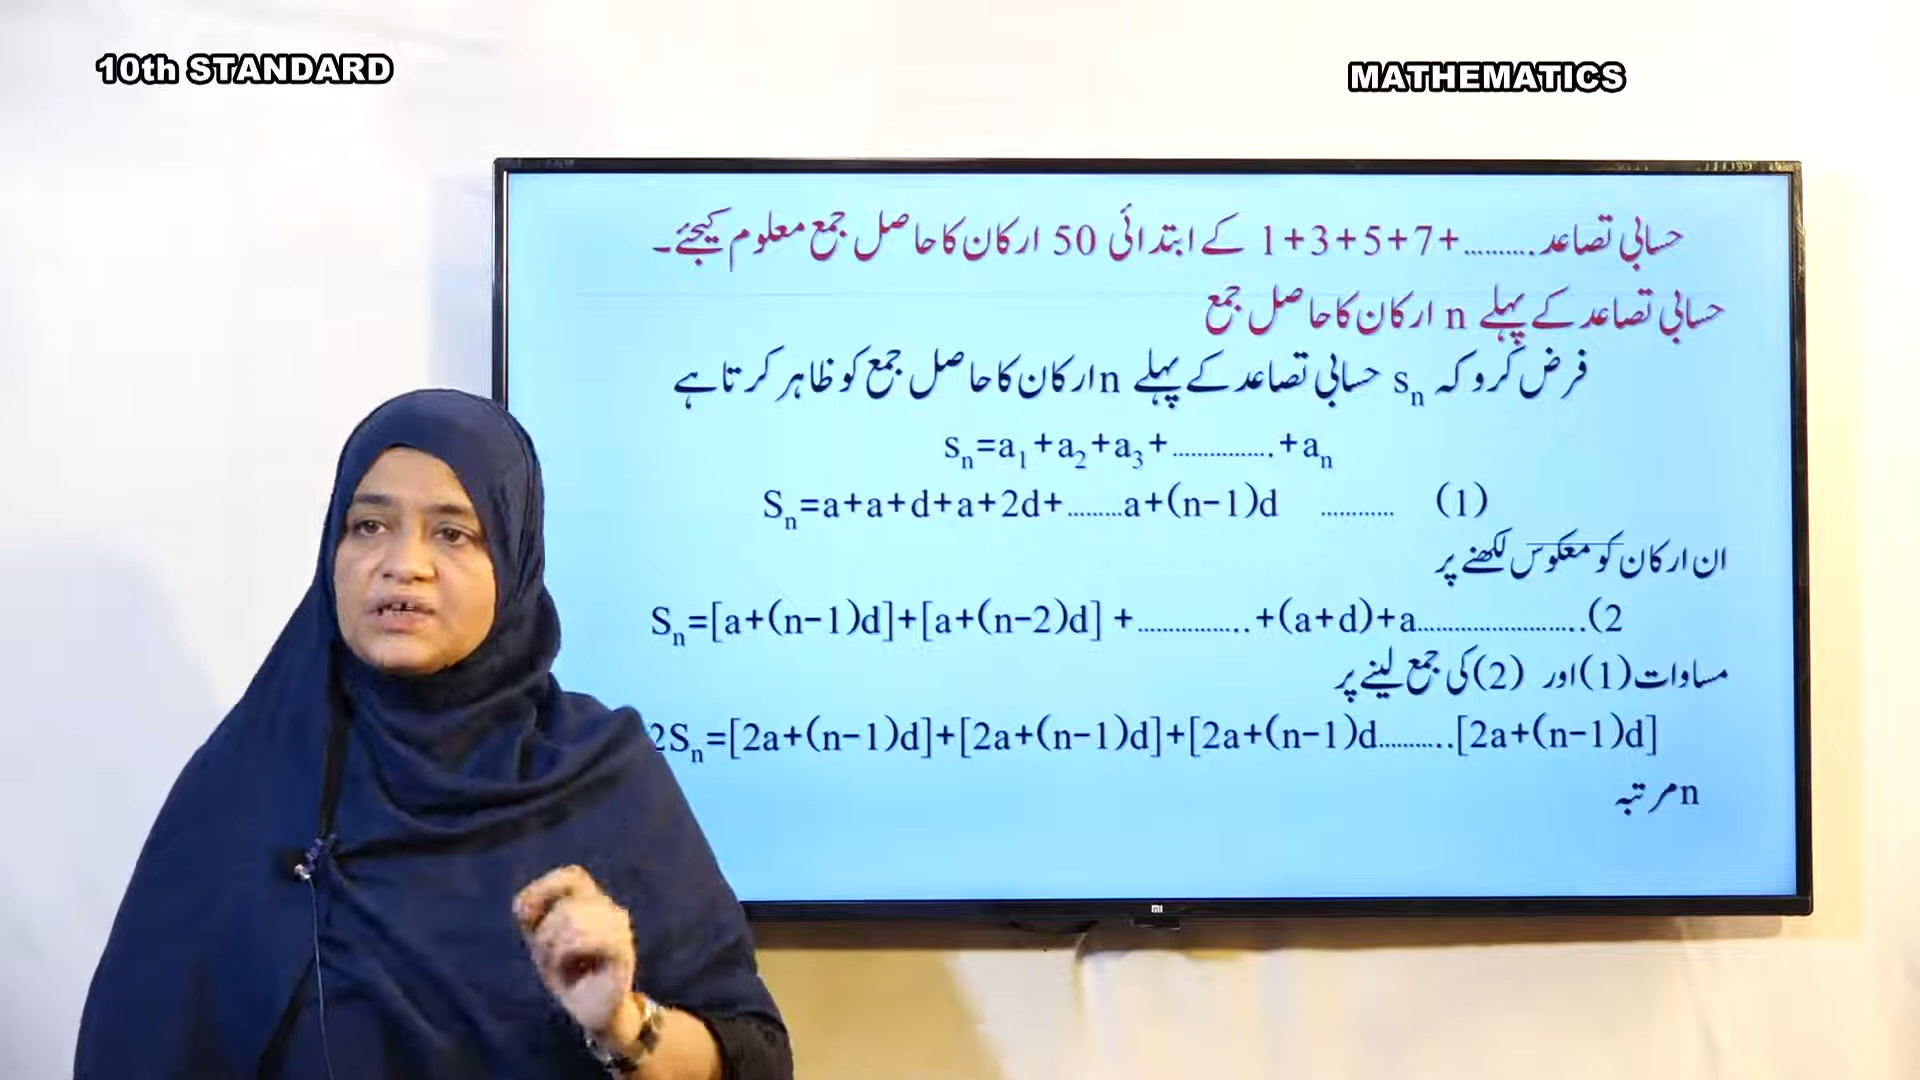 10th STANDARD
MATHEMATICS
حسابی تصاعد ..........+1+3+5+7 کے ابتدائی 50 ارکان کا حاصل جمع معلوم کیجئے۔
حسابی تصاعد کے پہلے n ارکان کا حاصل جمع
فرض کرو کہ sₙ حسابی تصاعد کے پہلے n ارکان کا حاصل جمع کو ظاہر کرتا ہے
sₙ=a₁+a₂+a₃+...............+aₙ
Sₙ=a+a+d+a+2d+........a+(n-1)d ............ (1)
ان ارکان کو معکوس لکھنے پر
Sₙ=[a+(n-1)d]+[a+(n-2)d] +................+(a+d)+a.........................(2
مساوات (1) اور (2) کی جمع لینے پر
2Sₙ=[2a+(n-1)d]+[2a+(n-1)d]+[2a+(n-1)d...........[2a+(n-1)d]
n مرتبہ
mi